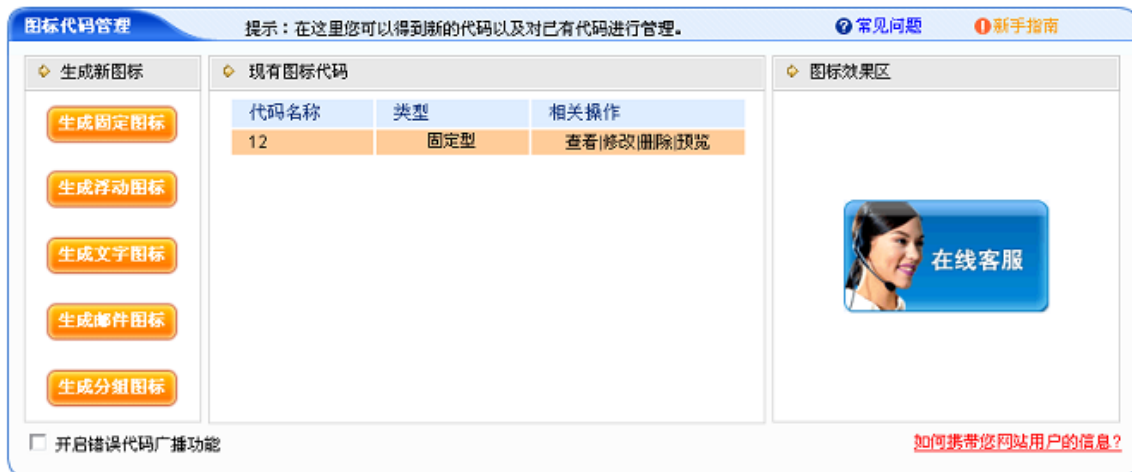 图标代码管理 提示：在这里您可以得到新的代码以及对已有代码进行管理。 常见问题 新手指南
生成新图标
生成固定图标
生成浮动图标
生成文字图标
生成邮件图标
生成分组图标
现有图标代码
代码名称 类型 相关操作
12 固定型 查看|修改|删除|预览
图标效果区
在线客服
开启错误代码广播功能 如何携带您网站用户的信息?